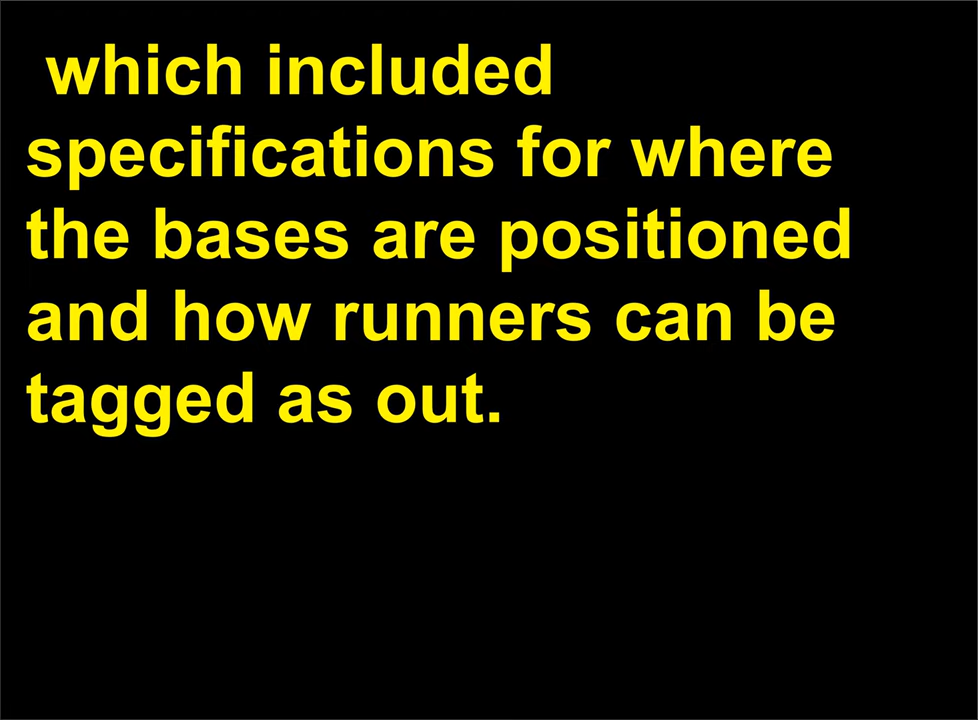 which included
specifications for where
the bases are positioned
and how runners can be
tagged as out.